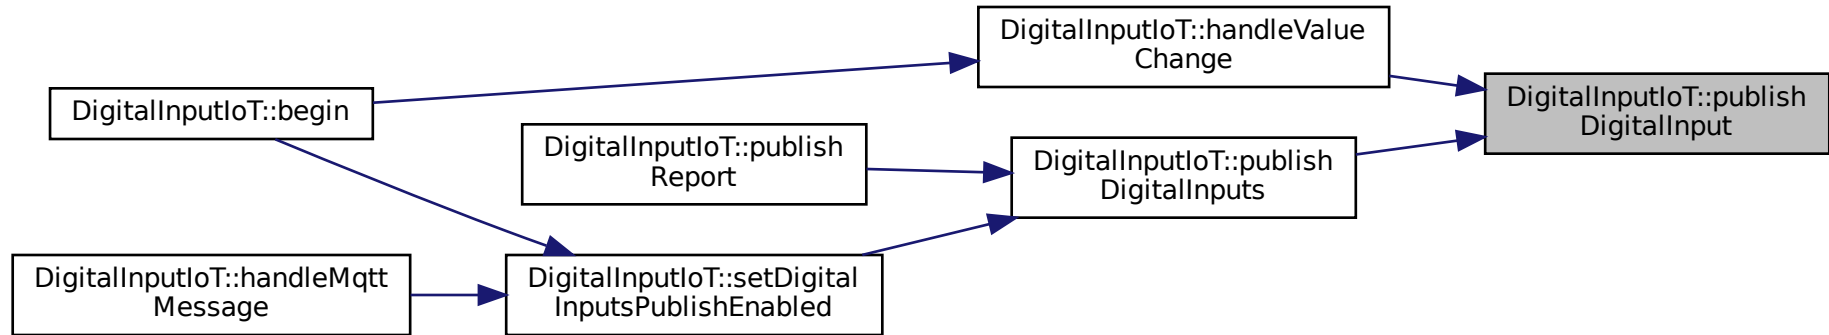 DigitalInputIoT::handleValue
Change
DigitalInputIoT::publish
DigitalInput
DigitalInputIoT::begin
DigitalInputIoT::publish
Report
DigitalInputIoT::publish
DigitalInputs
DigitalInputIoT::handleMqtt
Message
DigitalInputIoT::setDigital
InputsPublishEnabled